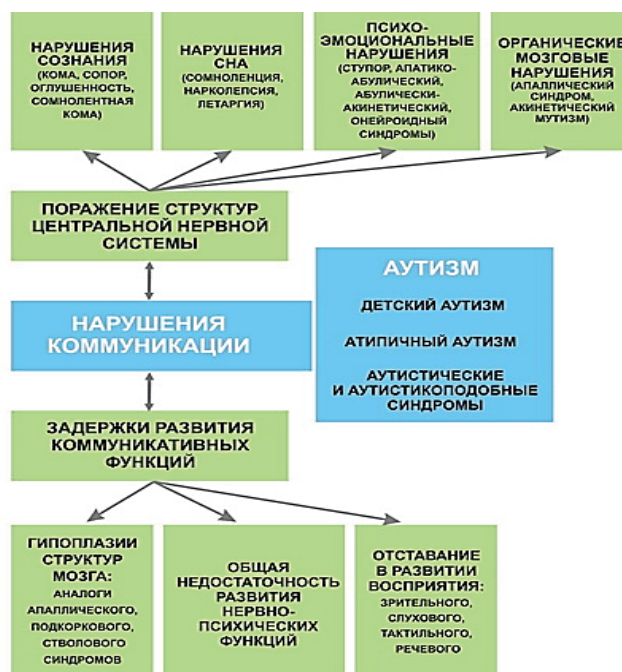 НАРУШЕНИЯ
СОЗНАНИЯ
(КОМА, СОПОР,
ОГЛУШЕННОСТЬ,
СОМНОЛЕНТНАЯ
КОМА)
НАРУШЕНИЯ
СНА
(СОМНОЛЕНЦИЯ,
НАРКОЛЕПСИЯ,
ЛЕТАРГИЯ)
ПСИХО-
ЭМОЦИОНАЛЬНЫЕ
НАРУШЕНИЯ
(СТУПОР, АПАТИКО-
АБУЛИЧЕСКИЙ,
АБУЛИЧЕСКИ-
АКИНЕТИЧЕСКИЙ,
ОНЕЙРОИДНЫЙ
СИНДРОМЫ)
ОРГАНИЧЕСКИЕ
МОЗГОВЫЕ
НАРУШЕНИЯ
(АПАЛЛИЧЕСКИЙ
СИНДРОМ,
АКИНЕТИЧЕСКИЙ
МУТИЗМ)
ПОРАЖЕНИЕ СТРУКТУР
ЦЕНТРАЛЬНОЙ НЕРВНОЙ
СИСТЕМЫ
НАРУШЕНИЯ
КОММУНИКАЦИИ
АУТИЗМ
ДЕТСКИЙ АУТИЗМ
АТИПИЧНЫЙ АУТИЗМ
АУТИСТИЧЕСКИЕ
И АУТИСТИКОПОДОБНЫЕ
СИНДРОМЫ
ЗАДЕРЖКИ РАЗВИТИЯ
КОММУНИКАТИВНЫХ
ФУНКЦИЙ
ГИПОПЛАЗИИ
СТРУКТУР
МОЗГА:
АНАЛОГИ
АПАЛЛИЧЕСКОГО,
ПОДКОРКОВОГО,
СТВОЛОВОГО
СИНДРОМОВ
ОБЩАЯ
НЕДОСТАТОЧНОСТЬ
РАЗВИТИЯ
НЕРВНО-
ПСИХИЧЕСКИХ
ФУНКЦИЙ
ОТСТАВАНИЕ
В РАЗВИТИИ
ВОСПРИЯТИЯ:
ЗРИТЕЛЬНОГО,
СЛУХОВОГО,
ТАКТИЛЬНОГО,
РЕЧЕВОГО